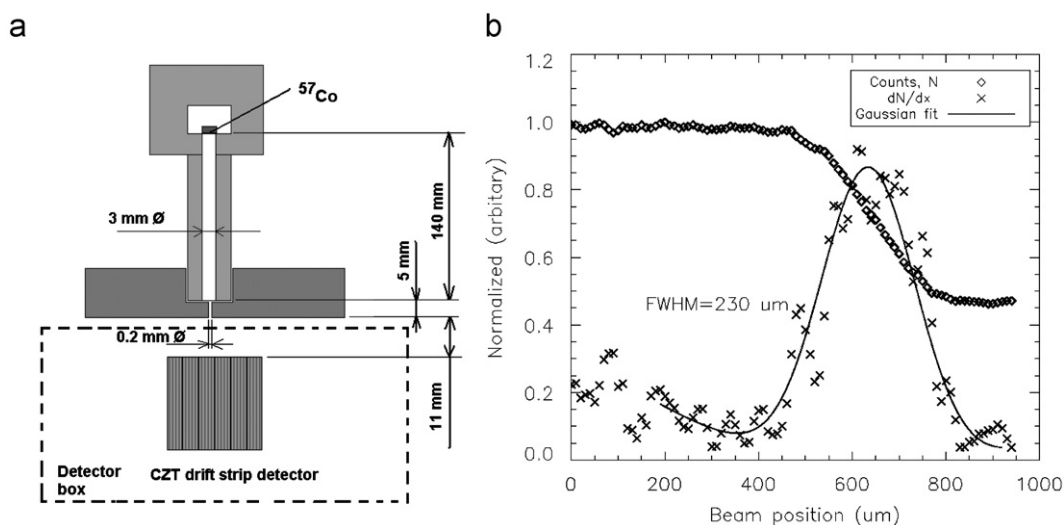 a
57Co
3 mm Ø
140 mm
5 mm
0.2 mm Ø
11 mm
Detector
box
CZT drift strip detector
b
1.2
1.0
0.8
0.6
0.4
0.2
0.0
Normalized (arbitrary)
Counts, N
dN/dx
Gaussian fit
FWHM=230 um
0
200
400
600
800
1000
Beam position (um)